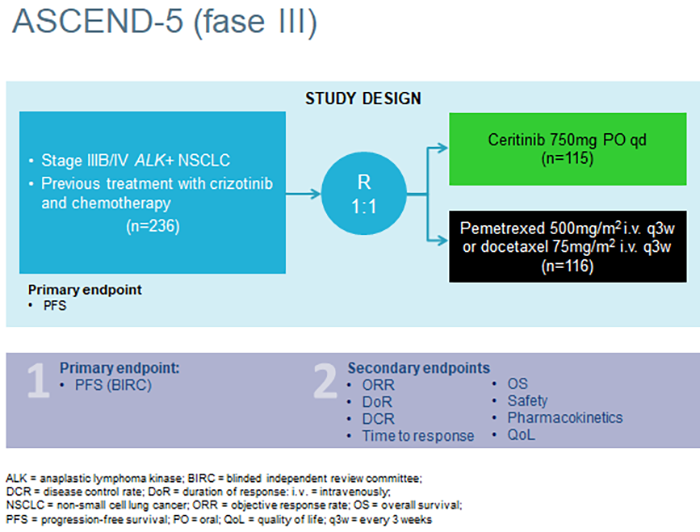 ASCEND-5 (fase III)
STUDY DESIGN
• Stage IIIB/IV ALK+ NSCLC
• Previous treatment with crizotinib
and chemotherapy
(n=236)
R
1:1
Ceritinib 750mg PO qd
(n=115)
Pemetrexed 500mg/m² i.v. q3w
or docetaxel 75mg/m² i.v. q3w
(n=116)
Primary endpoint
• PFS
1
Primary endpoint:
• PFS (BIRC)
2
Secondary endpoints
• ORR
• DoR
• DCR
• Time to response
• OS
• Safety
• Pharmacokinetics
• QoL
ALK = anaplastic lymphoma kinase; BIRC = blinded independent review committee;
DCR = disease control rate; DoR = duration of response: i.v. = intravenously;
NSCLC = non-small cell lung cancer; ORR = objective response rate; OS = overall survival;
PFS = progression-free survival; PO = oral; QoL = quality of life; q3w = every 3 weeks